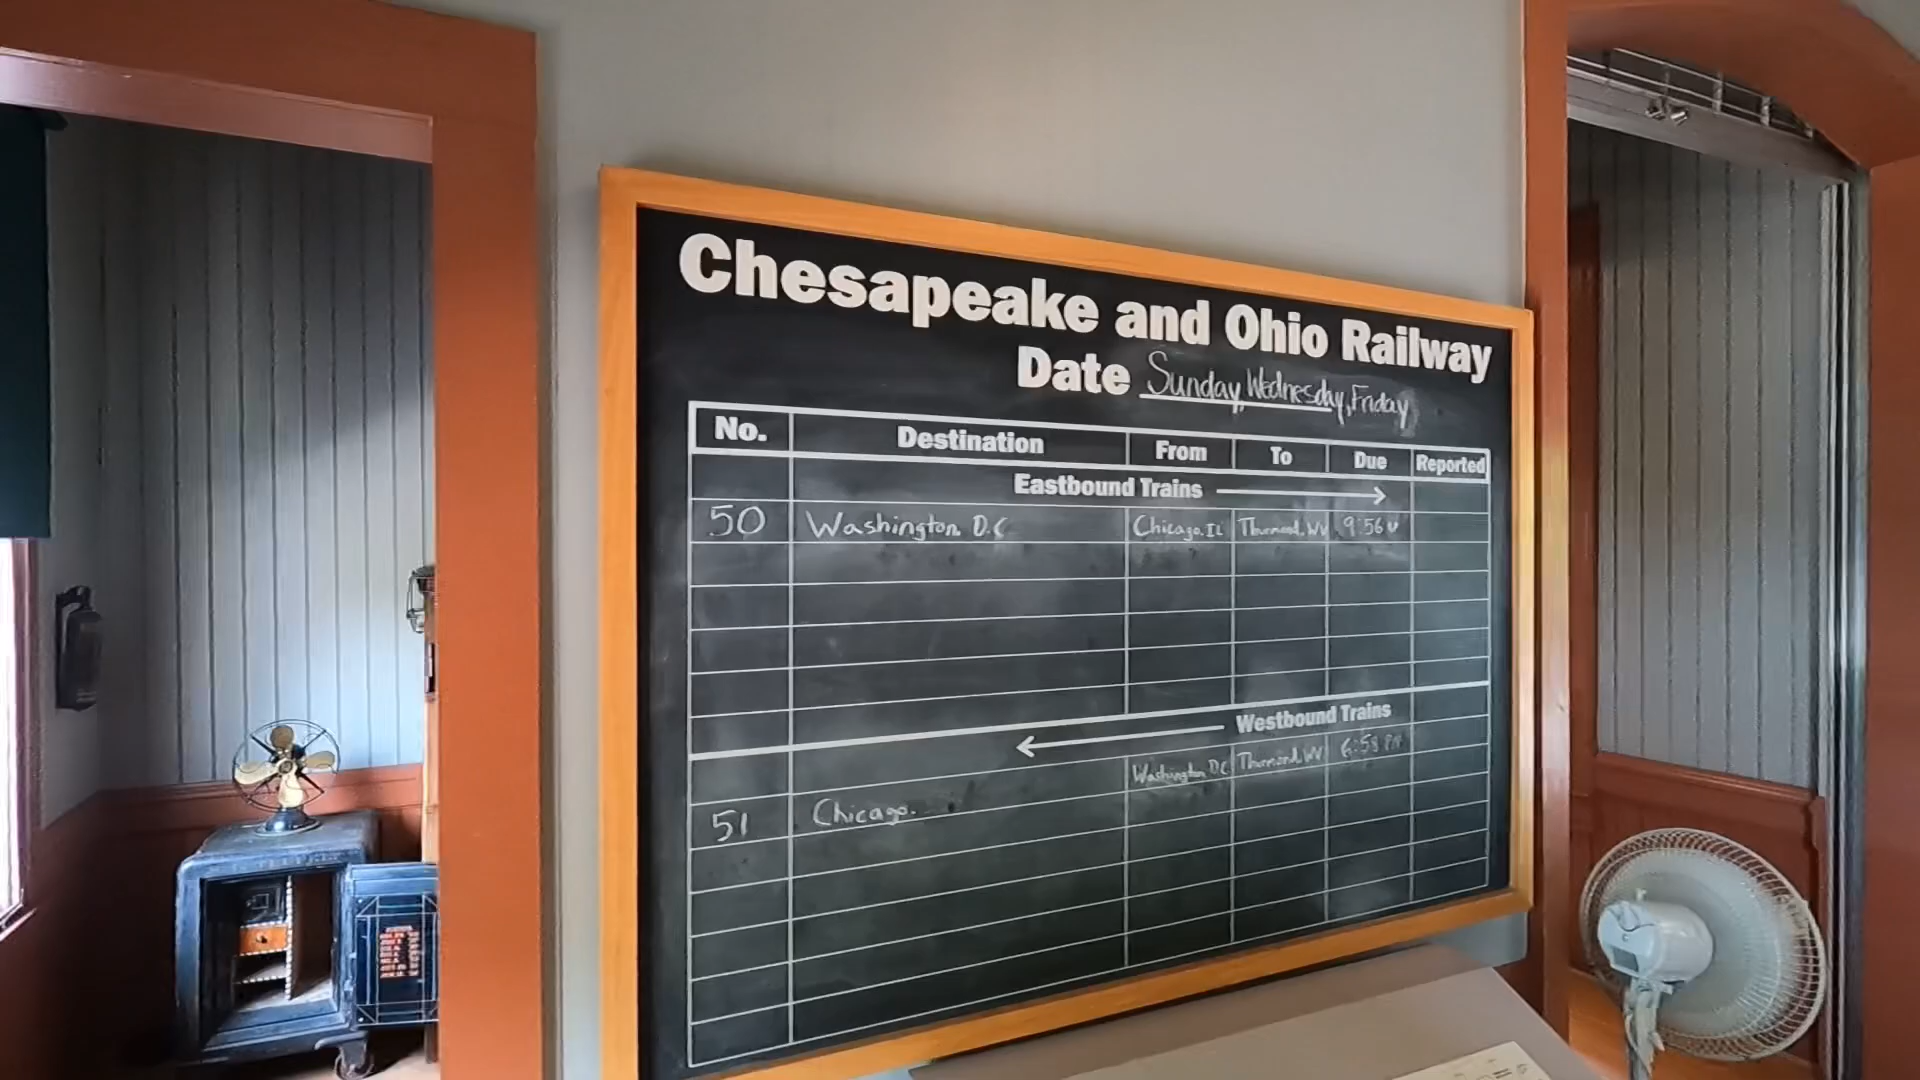 Chesapeake and Ohio Railway
Date Sunday, Wednesday, Friday
No. Destination From To Due Reported
Eastbound Trains
50 Washington D.C Chicago, IL Thurmond, WV 9:56
Westbound Trains
Washington DC Thurmond, WV 6:58 PM
51 Chicago.